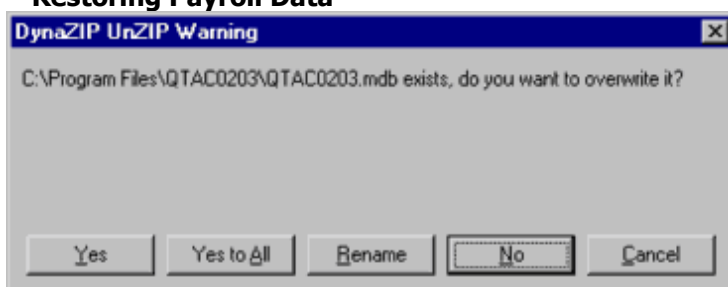 Restoring Payroll Data
DynaZIP UnZIP Warning
C:\Program Files\QTAC0203\QTAC0203.mdb exists, do you want to overwrite it?
Yes Yes to All Rename No Cancel